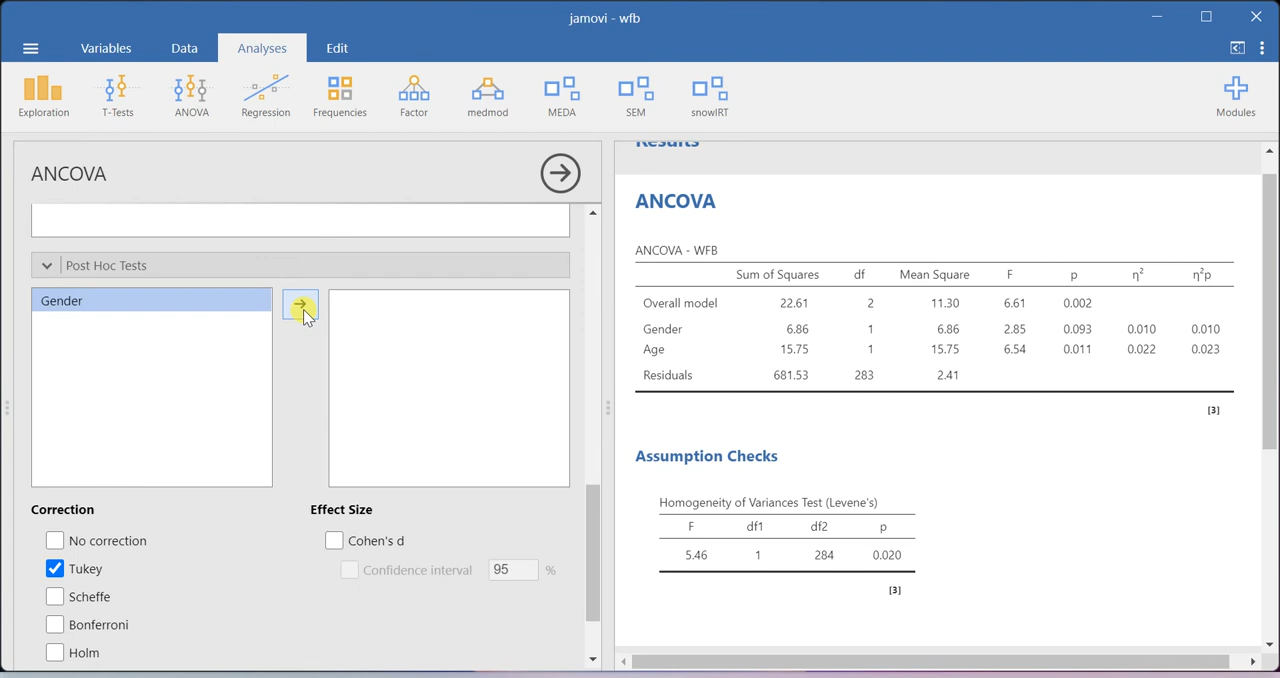 jamovi - wfb
Variables Data Analyses Edit
Exploration T-Tests ANOVA Regression Frequencies Factor medmod MEDA SEM snowIRT Modules
ANCOVA
Post Hoc Tests
Gender
Correction Effect Size
No correction Cohen's d
Tukey Confidence interval 95 %
Scheffe
Bonferroni
Holm
Results
ANCOVA
ANCOVA - WFB
Sum of Squares df Mean Square F p η² η²p
Overall model 22.61 2 11.30 6.61 0.002
Gender 6.86 1 6.86 2.85 0.093 0.010 0.010
Age 15.75 1 15.75 6.54 0.011 0.022 0.023
Residuals 681.53 283 2.41
[3]
Assumption Checks
Homogeneity of Variances Test (Levene's)
F df1 df2 p
5.46 1 284 0.020
[3]